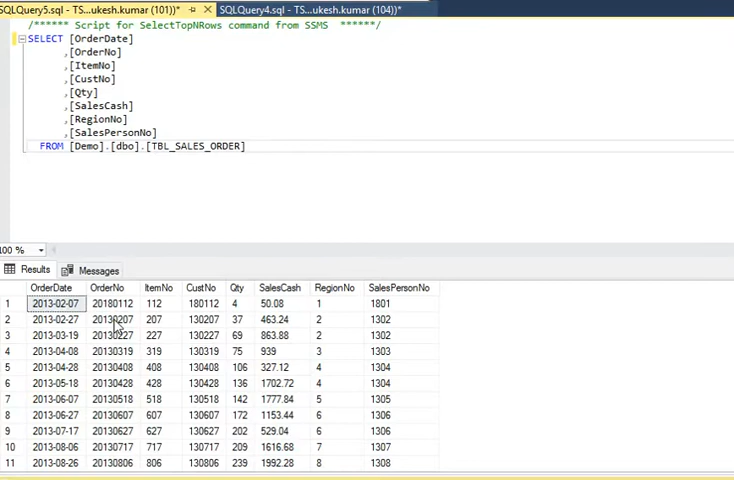 SQLQuery5.sql - TS...ukesh.kumar (101))* SQLQuery4.sql - TS...ukesh.kumar (104))*
/****** Script for SelectTopNRows command from SSMS ******/
SELECT [OrderDate]
,[OrderNo]
,[ItemNo]
,[CustNo]
,[Qty]
,[SalesCash]
,[RegionNo]
,[SalesPersonNo]
FROM [Demo].[dbo].[TBL_SALES_ORDER]
100 %
Results Messages
OrderDate OrderNo ItemNo CustNo Qty SalesCash RegionNo SalesPersonNo
1 2013-02-07 20180112 112 180112 4 50.08 1 1801
2 2013-02-27 20130207 207 130207 37 463.24 2 1302
3 2013-03-19 20130227 227 130227 69 863.88 2 1302
4 2013-04-08 20130319 319 130319 75 939 3 1303
5 2013-04-28 20130408 408 130408 106 327.12 4 1304
6 2013-05-18 20130428 428 130428 136 1702.72 4 1304
7 2013-06-07 20130518 518 130518 142 1777.84 5 1305
8 2013-06-27 20130607 607 130607 172 1153.44 6 1306
9 2013-07-17 20130627 627 130627 202 529.04 6 1306
10 2013-08-06 20130717 717 130717 209 1616.68 7 1307
11 2013-08-26 20130806 806 130806 239 1992.28 8 1308